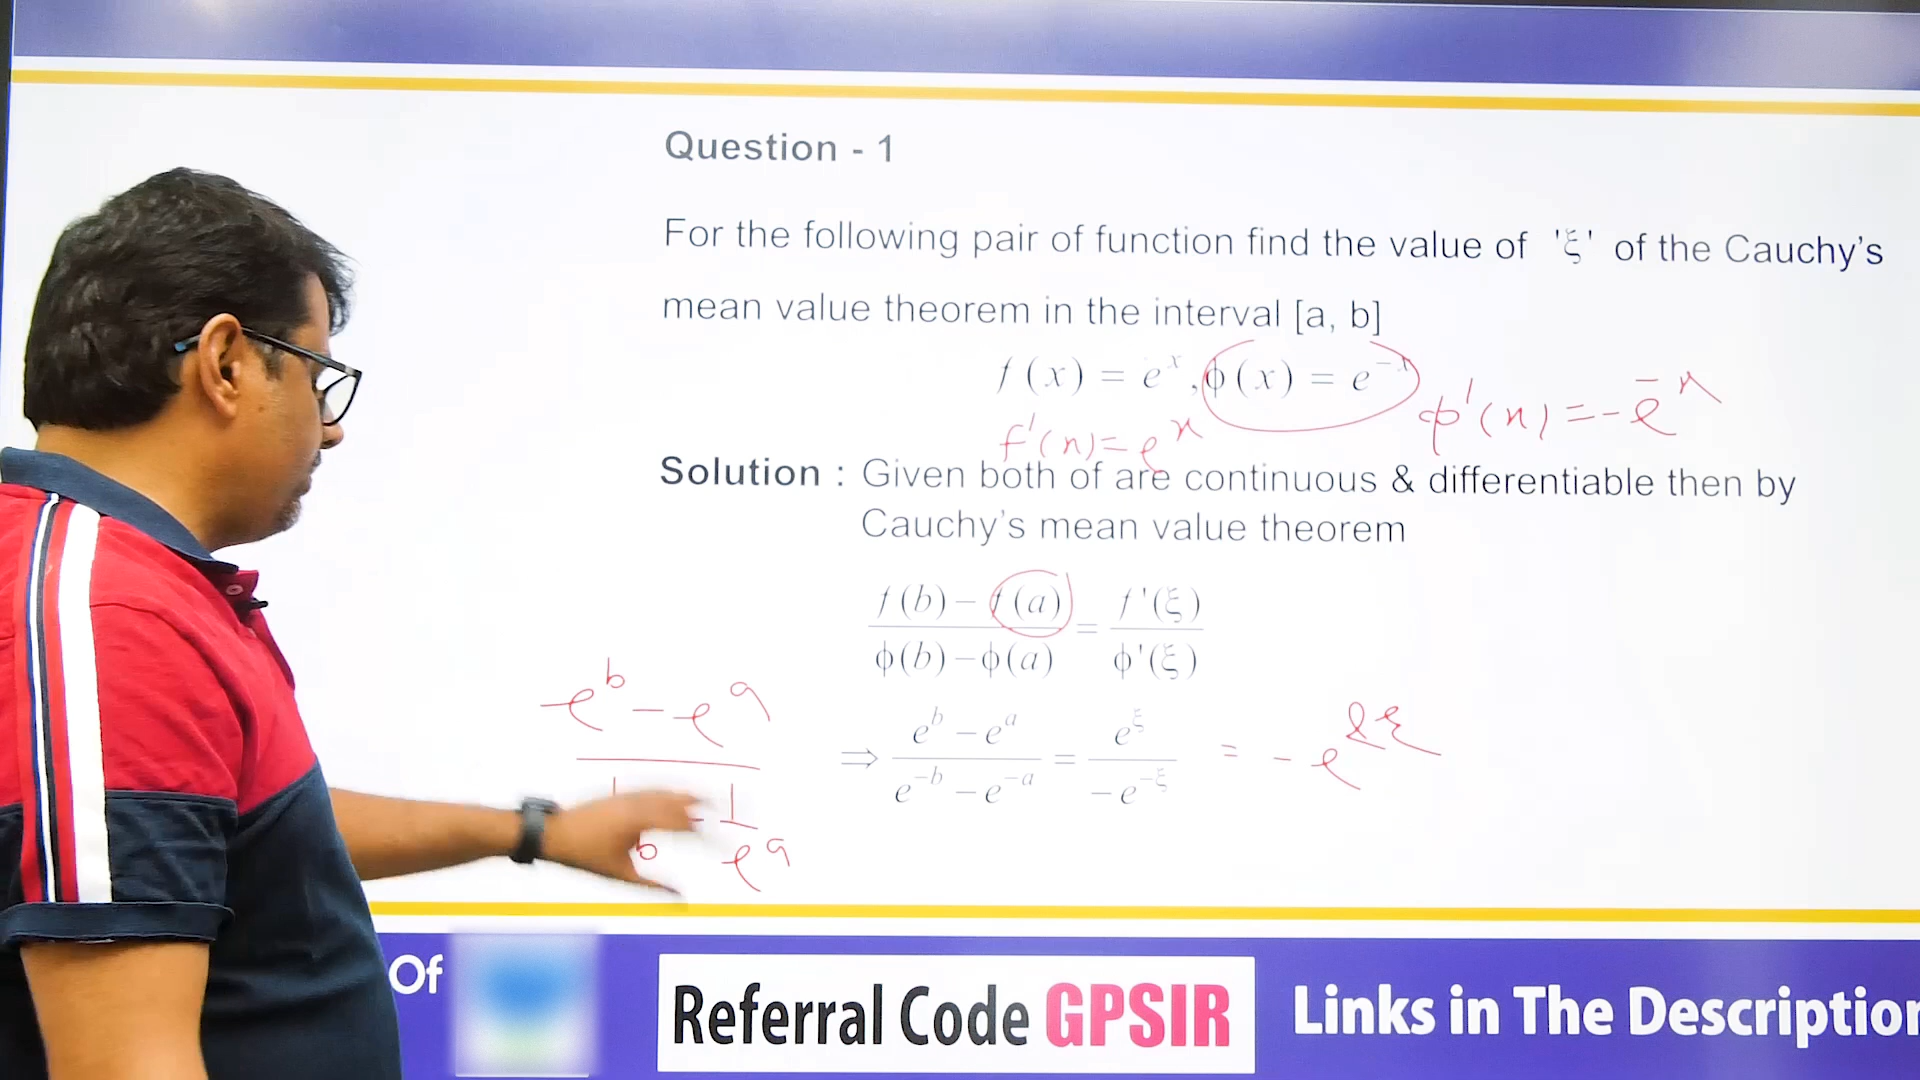 Question - 1
For the following pair of function find the value of 'ξ' of the Cauchy's
mean value theorem in the interval [a, b]
f (x) = e^x , ϕ (x) = e^-x
f'(x) = e^x
ϕ'(x) = -e^-x
Solution : Given both of are continuous & differentiable then by
Cauchy's mean value theorem
f (b) – f (a) / ϕ(b) – ϕ(a) = f '(ξ) / ϕ'(ξ)
e^b - e^a
⇒ e^b – e^a / e^–b – e^–a = e^ξ / – e^–ξ = - e^2ξ
b - 1 / e^a
Of
Referral Code GPSIR
Links in The Description